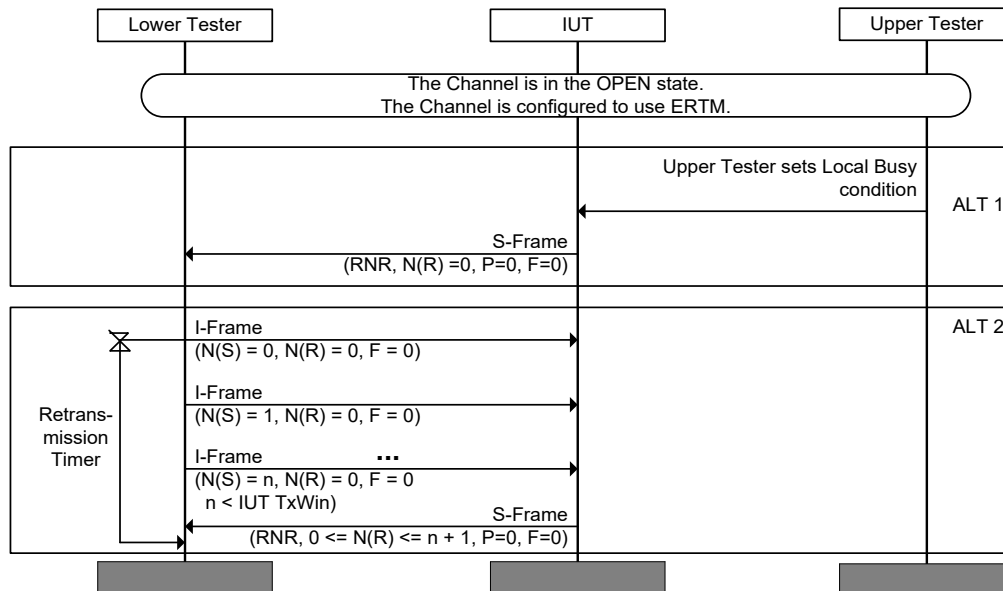 Lower Tester
IUT
Upper Tester
The Channel is in the OPEN state.
The Channel is configured to use ERTM.
Upper Tester sets Local Busy
condition
ALT 1
S-Frame
(RNR, N(R) =0, P=0, F=0)
ALT 2
I-Frame
(N(S) = 0, N(R) = 0, F = 0)
I-Frame
(N(S) = 1, N(R) = 0, F = 0)
Retrans-
mission
Timer
I-Frame ...
(N(S) = n, N(R) = 0, F = 0
n < IUT TxWin)
S-Frame
(RNR, 0 <= N(R) <= n + 1, P=0, F=0)